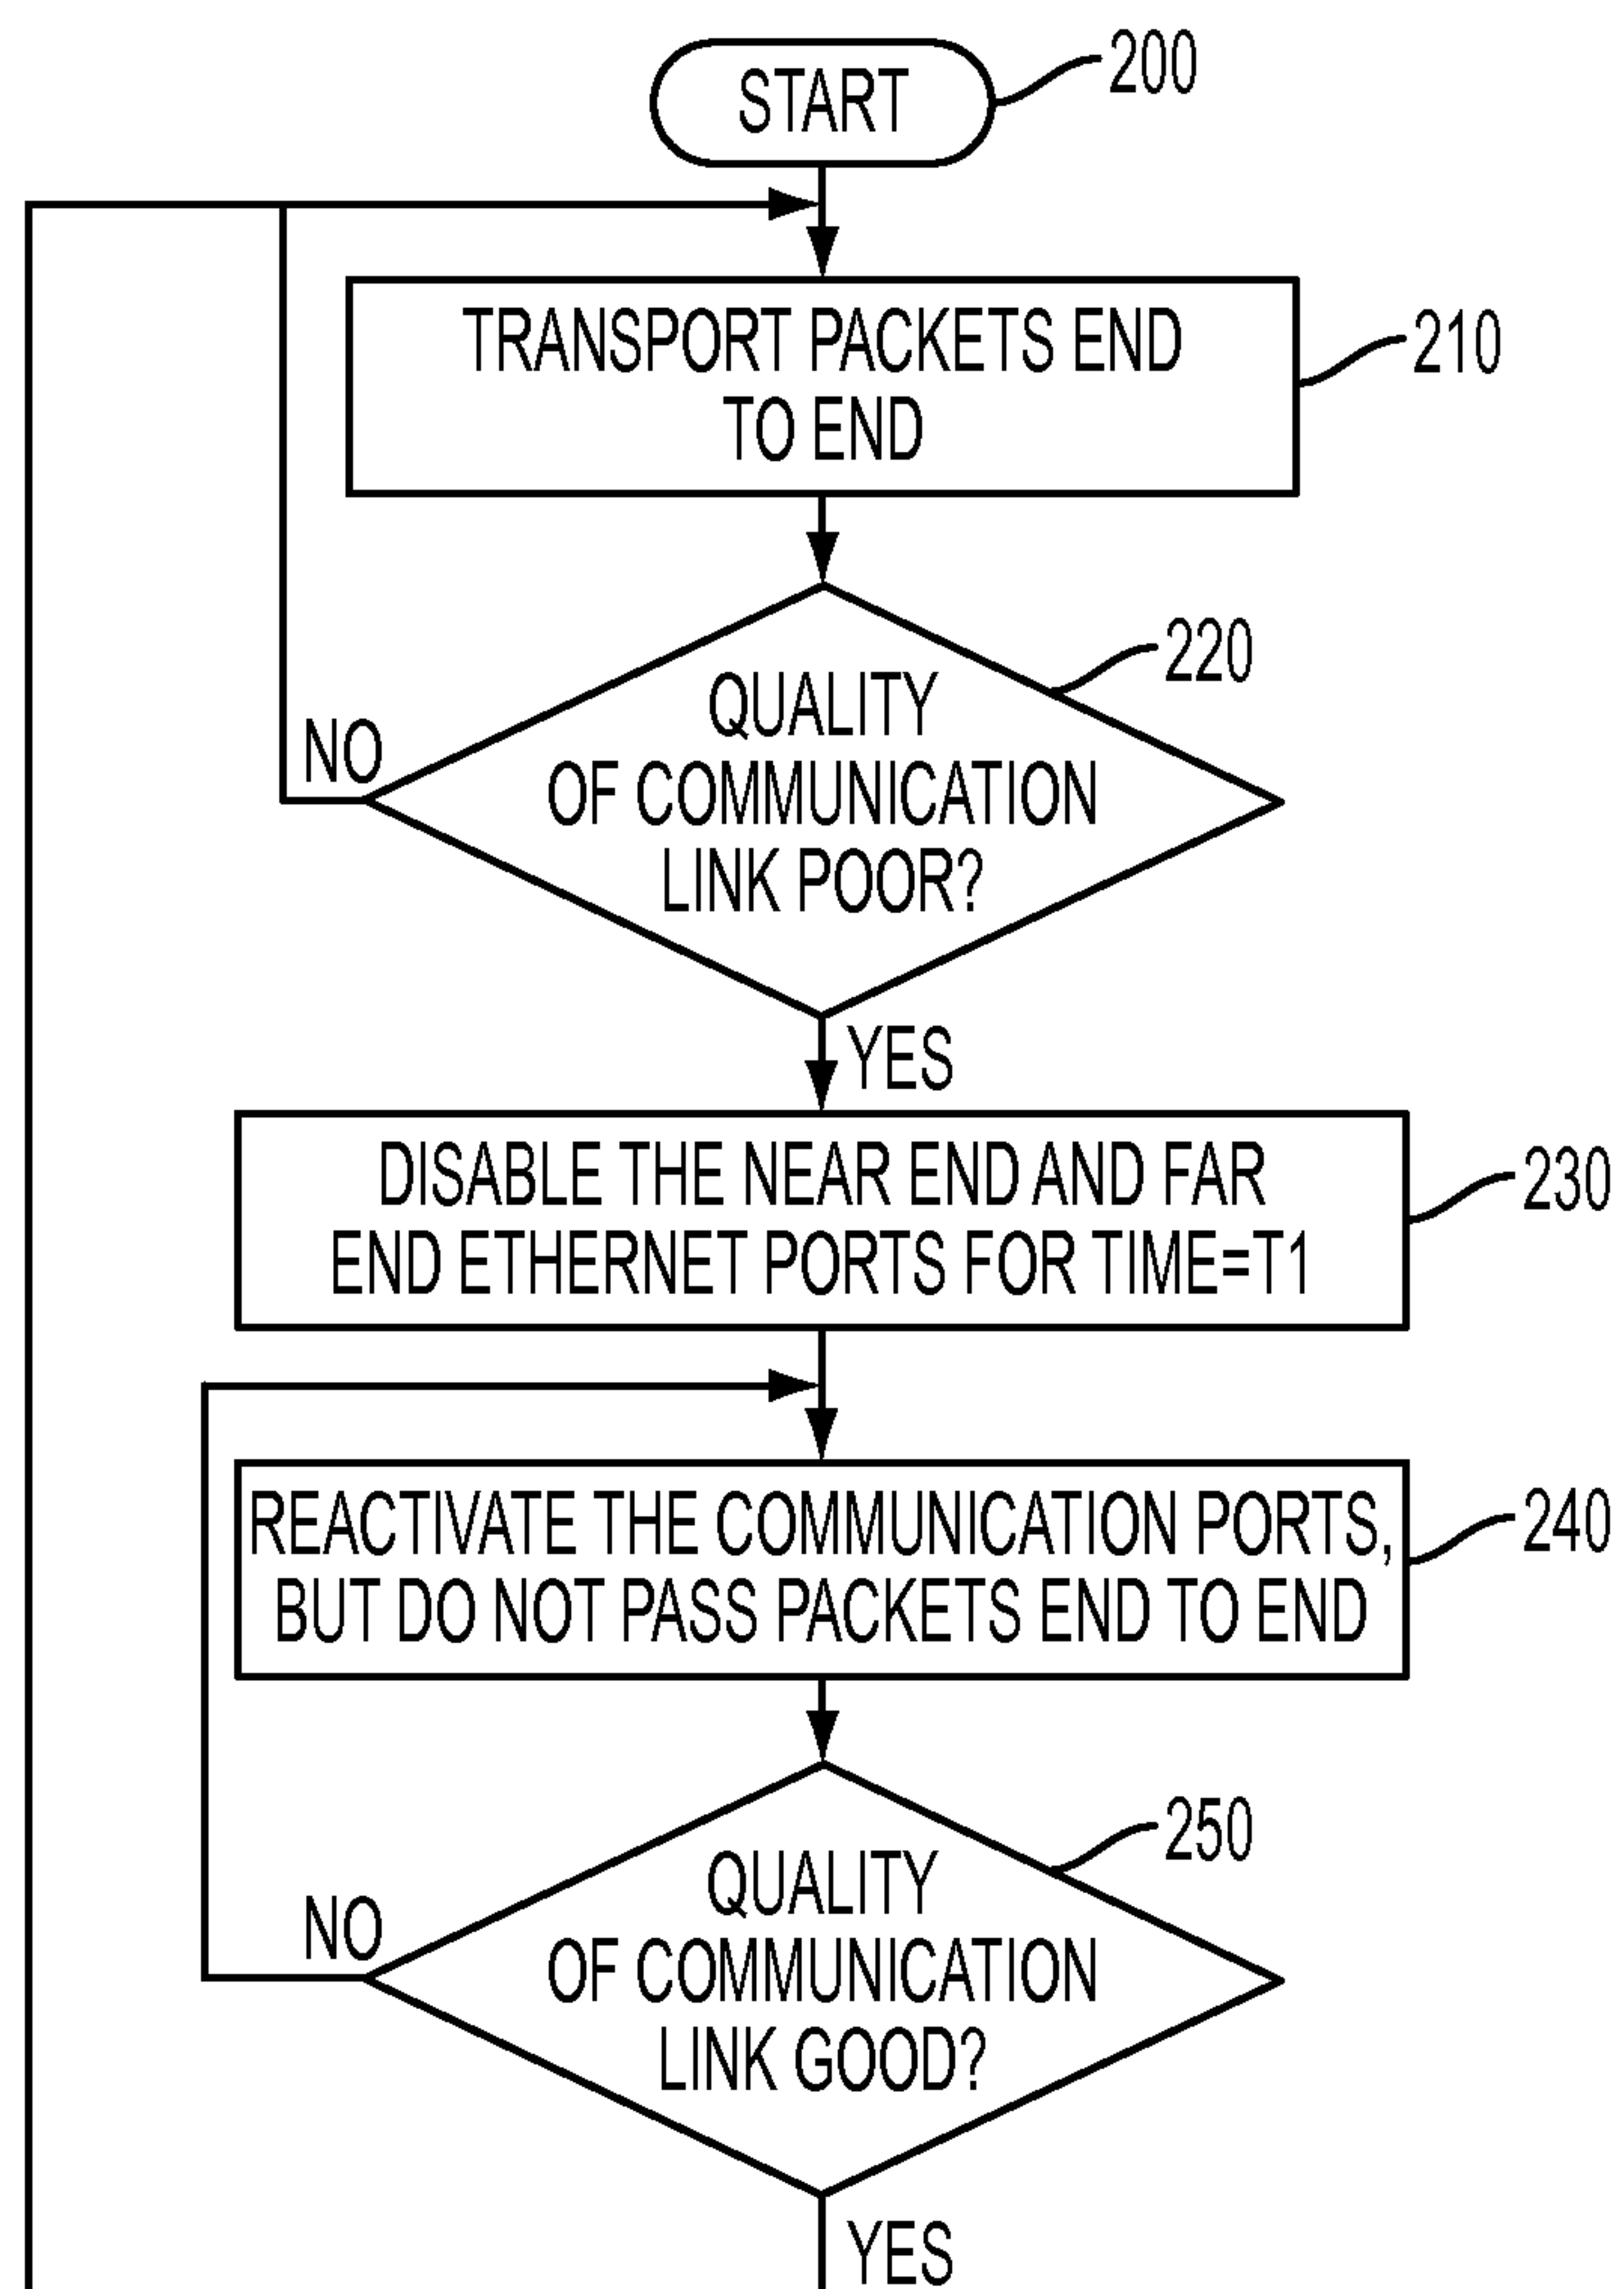 START
200
TRANSPORT PACKETS END
TO END
210
QUALITY
OF COMMUNICATION
LINK POOR?
220
NO
YES
DISABLE THE NEAR END AND FAR
END ETHERNET PORTS FOR TIME=T1
230
REACTIVATE THE COMMUNICATION PORTS,
BUT DO NOT PASS PACKETS END TO END
240
QUALITY
OF COMMUNICATION
LINK GOOD?
250
NO
YES